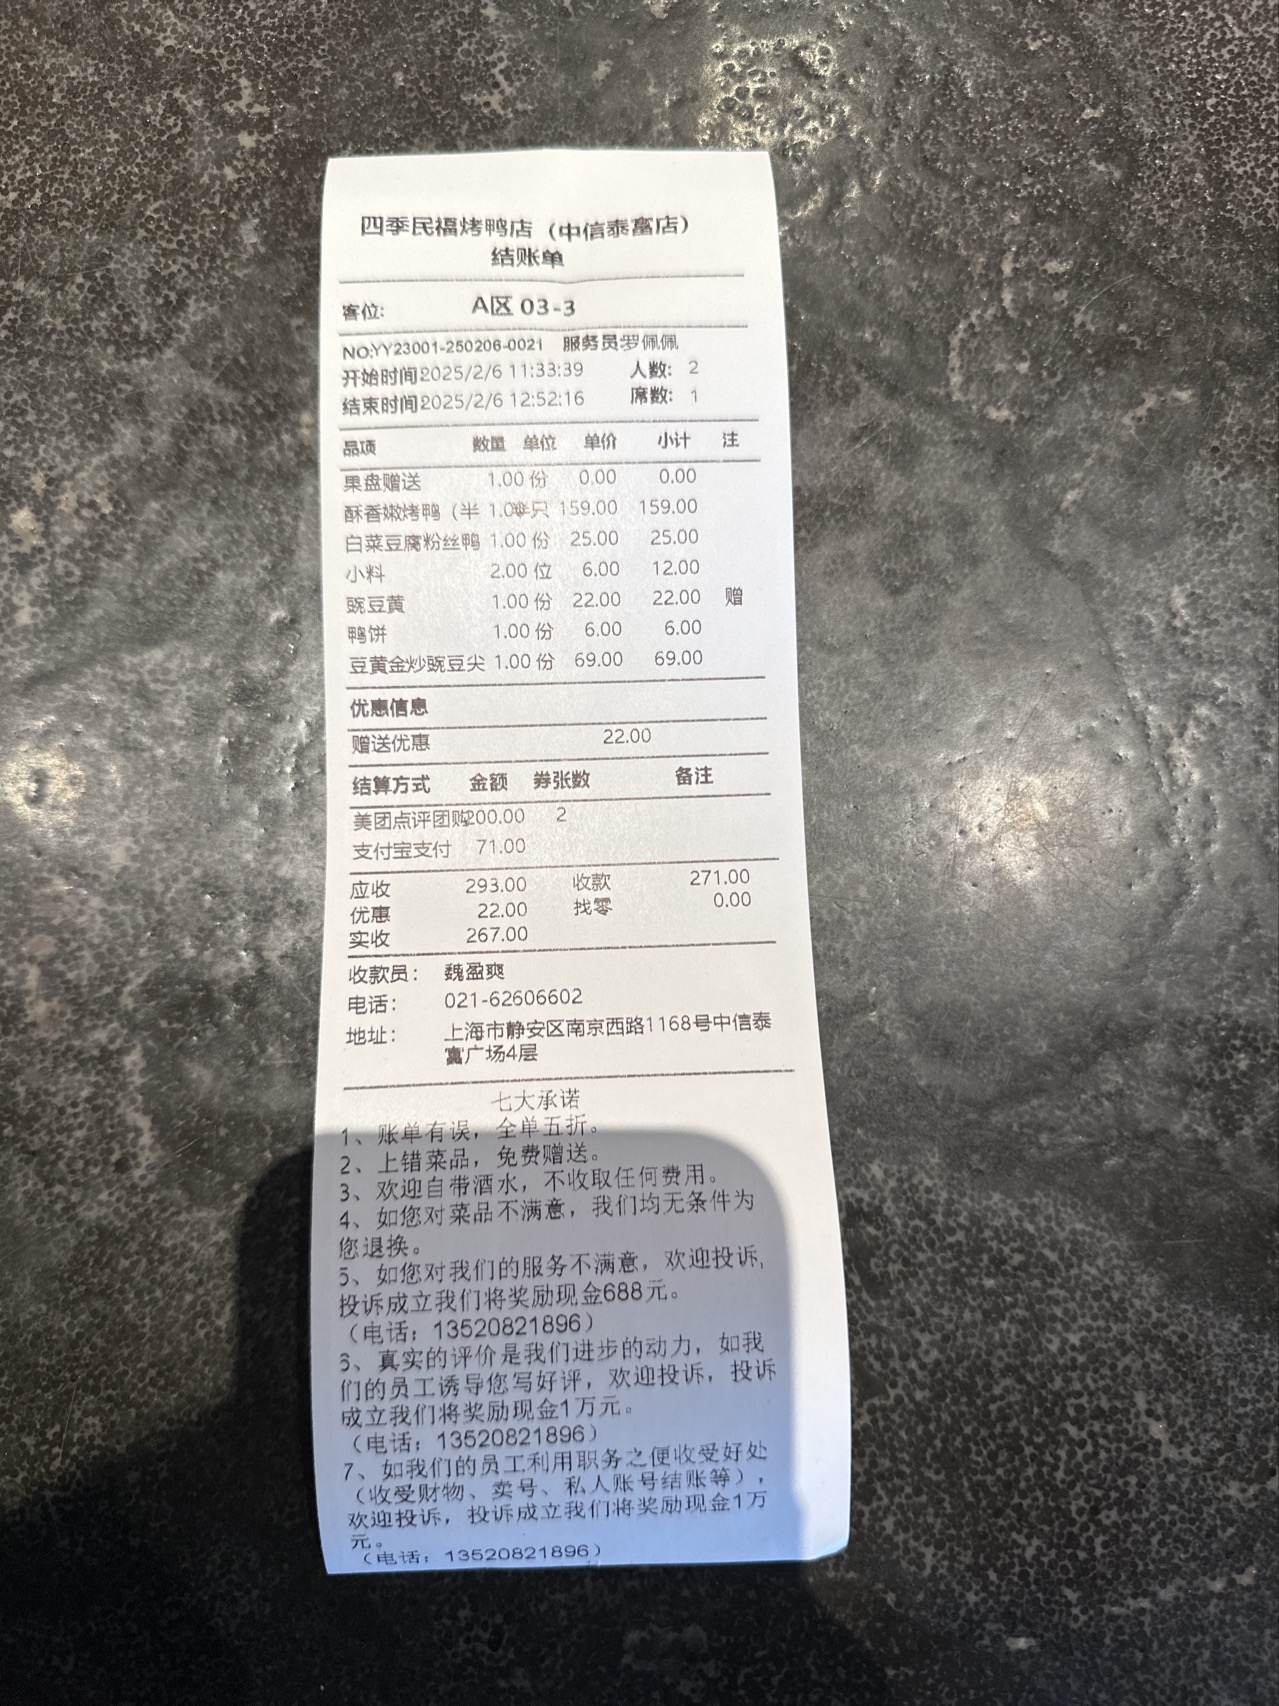 四季民福烤鸭店（中信泰富店）
结账单
客位: A区 03-3
NO:YY23001-250206-0021 服务员:罗佩佩
开始时间2025/2/6 11:33:39 人数: 2
结束时间2025/2/6 12:52:16 席数: 1
品项 数量 单位 单价 小计 注
果盘赠送 1.00 份 0.00 0.00
酥香嫩烤鸭（半 1.00 半只 159.00 159.00
白菜豆腐粉丝鸭 1.00 份 25.00 25.00
小料 2.00 位 6.00 12.00
豌豆黄 1.00 份 22.00 22.00 赠
鸭饼 1.00 份 6.00 6.00
豆黄金炒豌豆尖 1.00 份 69.00 69.00
优惠信息
赠送优惠 22.00
结算方式 金额 券张数 备注
美团点评团购200.00 2
支付宝支付 71.00
应收 293.00 收款 271.00
优惠 22.00 找零 0.00
实收 267.00
收款员： 魏盈爽
电话： 021-62606602
地址： 上海市静安区南京西路1168号中信泰
富广场4层
七大承诺
1、账单有误，全单五折。
2、上错菜品，免费赠送。
3、欢迎自带酒水，不收取任何费用。
4、如您对菜品不满意，我们均无条件为
您退换。
5、如您对我们的服务不满意，欢迎投诉，
投诉成立我们将奖励现金688元。
（电话：13520821896）
6、真实的评价是我们进步的动力，如我
们的员工诱导您写好评，欢迎投诉，投诉
成立我们将奖励现金1万元。
（电话：13520821896）
7、如我们的员工利用职务之便收受好处
（收受财物、卖号、私人账号结账等），
欢迎投诉，投诉成立我们将奖励现金1万
元。
（电话：13520821896）